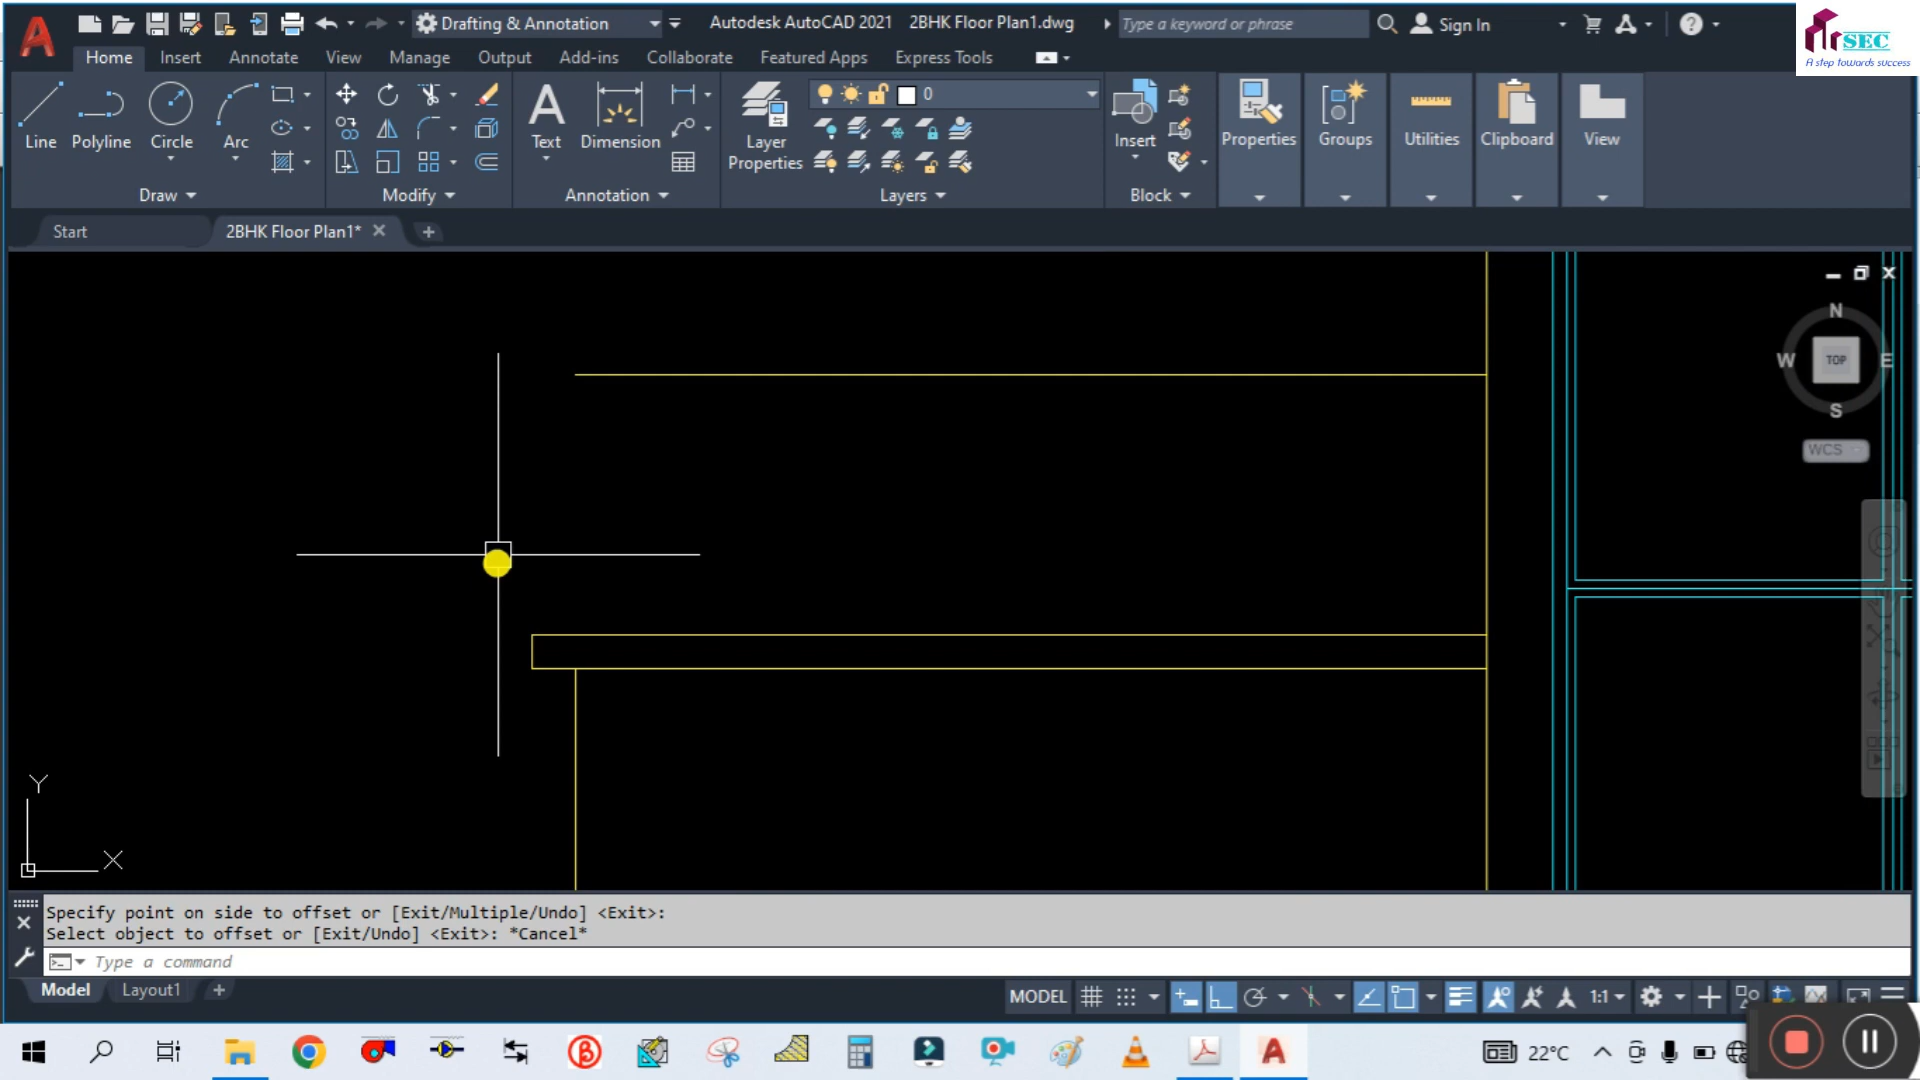 Drafting & Annotation
Autodesk AutoCAD 2021 2BHK Floor Plan1.dwg
Type a keyword or phrase
Sign In
SEC
A step towards success
Home Insert Annotate View Manage Output Add-ins Collaborate Featured Apps Express Tools
0
Line Polyline Circle Arc
Text Dimension
Layer
Properties
Insert
Properties Groups Utilities Clipboard View
Draw Modify Annotation Layers Block
Start 2BHK Floor Plan1*
N
W TOP E
S
WCS
Y
X
Specify point on side to offset or [Exit/Multiple/Undo] <Exit>:
Select object to offset or [Exit/Undo] <Exit>: *Cancel*
Type a command
Model Layout1
MODEL 1:1
22°C